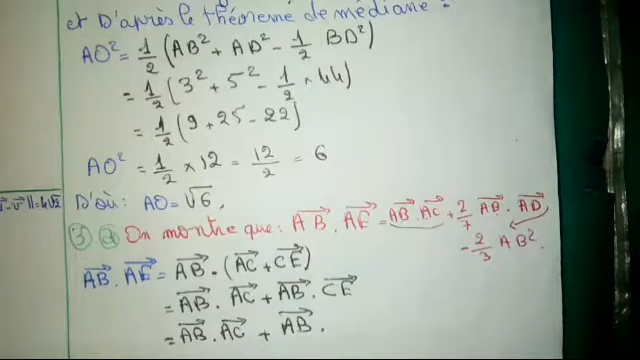 et D'après le théorème de médiane :
AO² = 1/2 (AB² + AD² - 1/2 BD²)
= 1/2 (3² + 5² - 1/2 × 44)
= 1/2 (9 + 25 - 22)
AO² = 1/2 × 12 = 12/2 = 6
D'où : AO = √6,
-v⃗ || = 4√2
③ a On montre que : AB⃗ . AE⃗ = AB⃗ . AC⃗ + 2/7 AB⃗ . AD⃗
- 2/3 AB².
AB⃗ . AE⃗ = AB⃗ . (AC⃗ + CE⃗)
= AB⃗ . AC⃗ + AB⃗ . CE⃗
= AB⃗ . AC⃗ + AB⃗ .